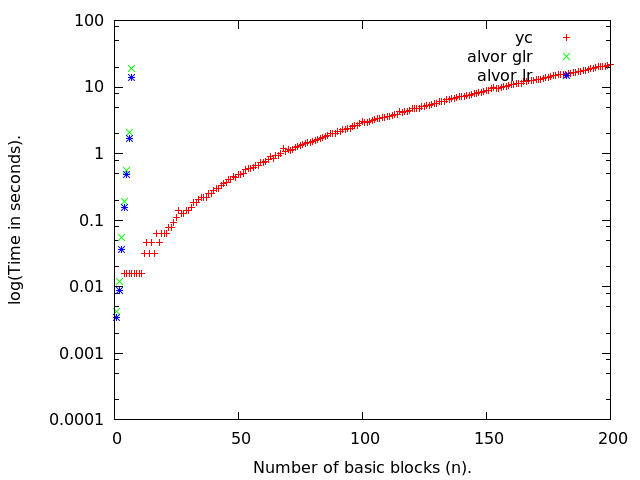 100
10
1
0.1
0.01
0.001
0.0001
log(Time in seconds).
yc
alvor glr
alvor lr
0 50 100 150 200
Number of basic blocks (n).